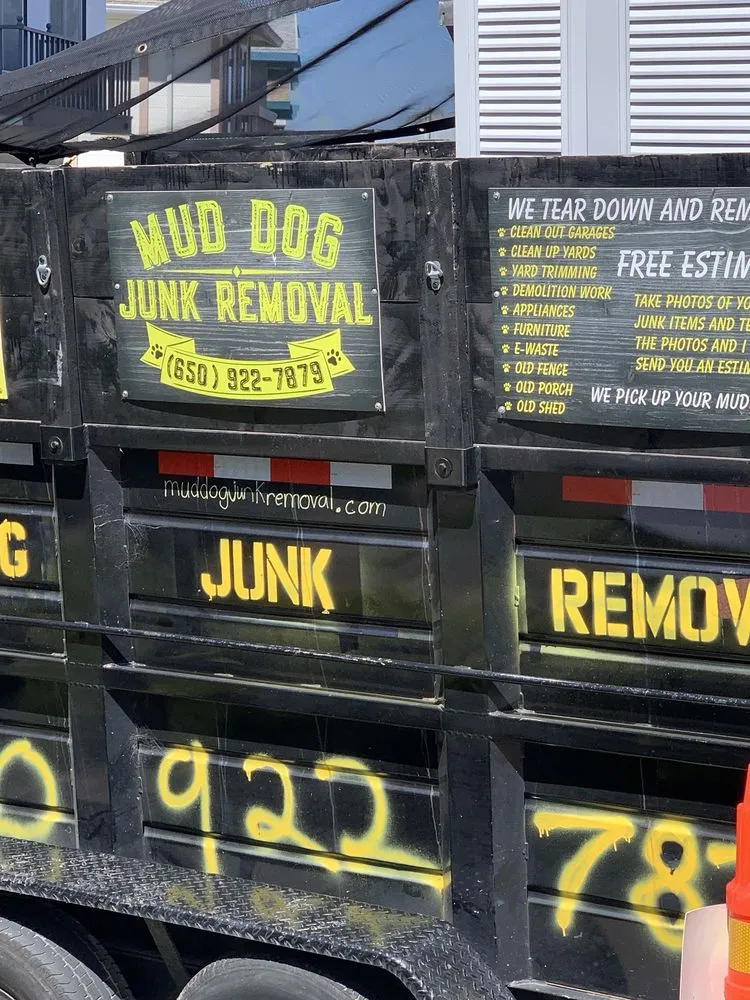 MUD DOG
JUNK REMOVAL
(650) 922-7879
WE TEAR DOWN AND REM
CLEAN OUT GARAGES
CLEAN UP YARDS
YARD TRIMMING
DEMOLITION WORK
APPLIANCES
FURNITURE
E-WASTE
OLD FENCE
OLD PORCH
OLD SHED
FREE ESTIM
TAKE PHOTOS OF YO
JUNK ITEMS AND T
THE PHOTOS AND I
SEND YOU AN ESTIM
WE PICK UP YOUR MUD
muddogjunkremoval.com
G JUNK REMOV
0 922 78